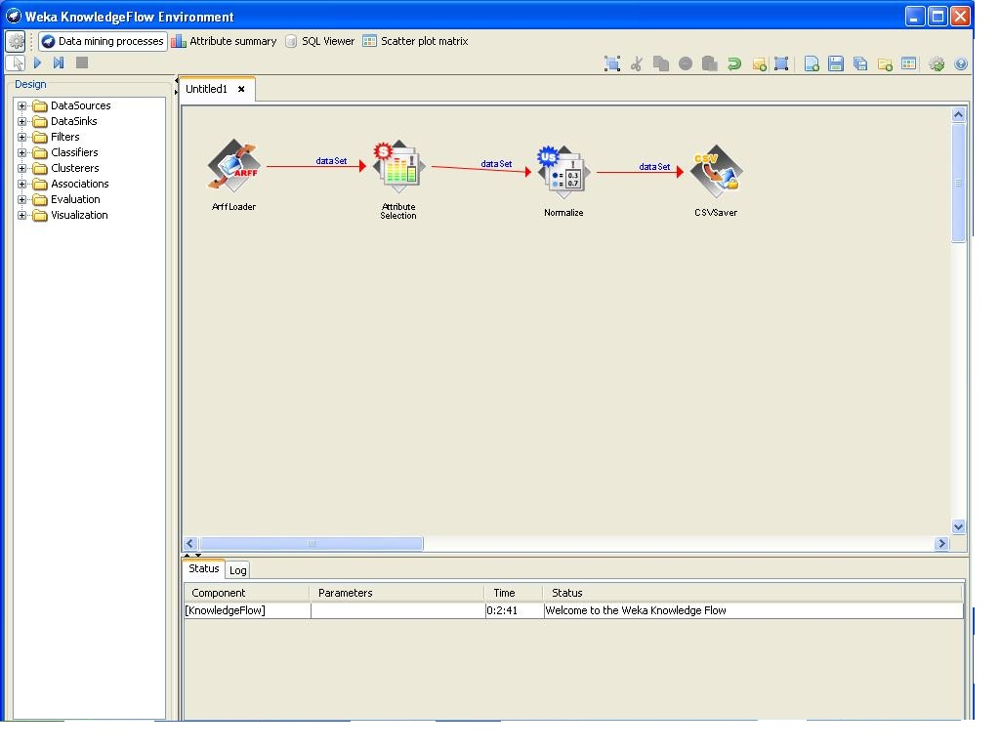 Weka KnowledgeFlow Environment
Data mining processes Attribute summary SQL Viewer Scatter plot matrix
Design
Untitled1
DataSources
DataSinks
Filters
Classifiers
Clusterers
Associations
Evaluation
Visualization
dataSet dataSet dataSet
S
ARFF
US
0.3
0.7
CSV
ArffLoader
Attribute
Selection
Normalize
CSVSaver
Status Log
Component Parameters Time Status
[KnowledgeFlow] 0:2:41 Welcome to the Weka Knowledge Flow